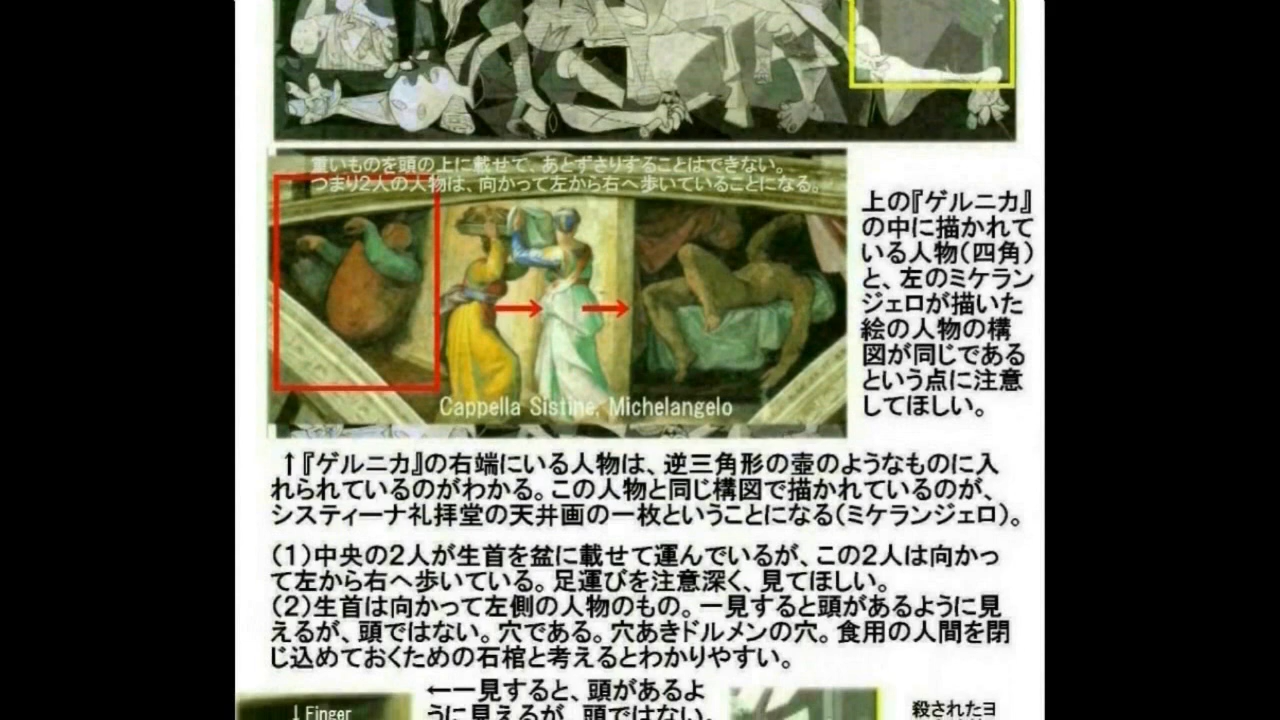 重いものを頭の上に載せて、あとずさりすることはできない。
つまり2人の人物は、向かって左から右へ歩いていることになる。
Cappella Sistine, Michelangelo
上の『ゲルニカ』
の中に描かれて
いる人物(四角)
と、左のミケラン
ジェロが描いた
絵の人物の構
図が同じである
という点に注意
してほしい。
↑『ゲルニカ』の右端にいる人物は、逆三角形の壺のようなものに入
れられているのがわかる。この人物と同じ構図で描かれているのが、
システィーナ礼拝堂の天井画の一枚ということになる(ミケランジェロ)。
(1)中央の2人が生首を盆に載せて運んでいるが、この2人は向かっ
て左から右へ歩いている。足運びを注意深く、見てほしい。
(2)生首は向かって左側の人物のもの。一見すると頭があるように見
えるが、頭ではない。穴である。穴あきドルメンの穴。食用の人間を閉
じ込めておくための石棺と考えるとわかりやすい。
↓Finger
←一見すると、頭があるよ
うに見えるが、頭ではない。
殺されたヨ